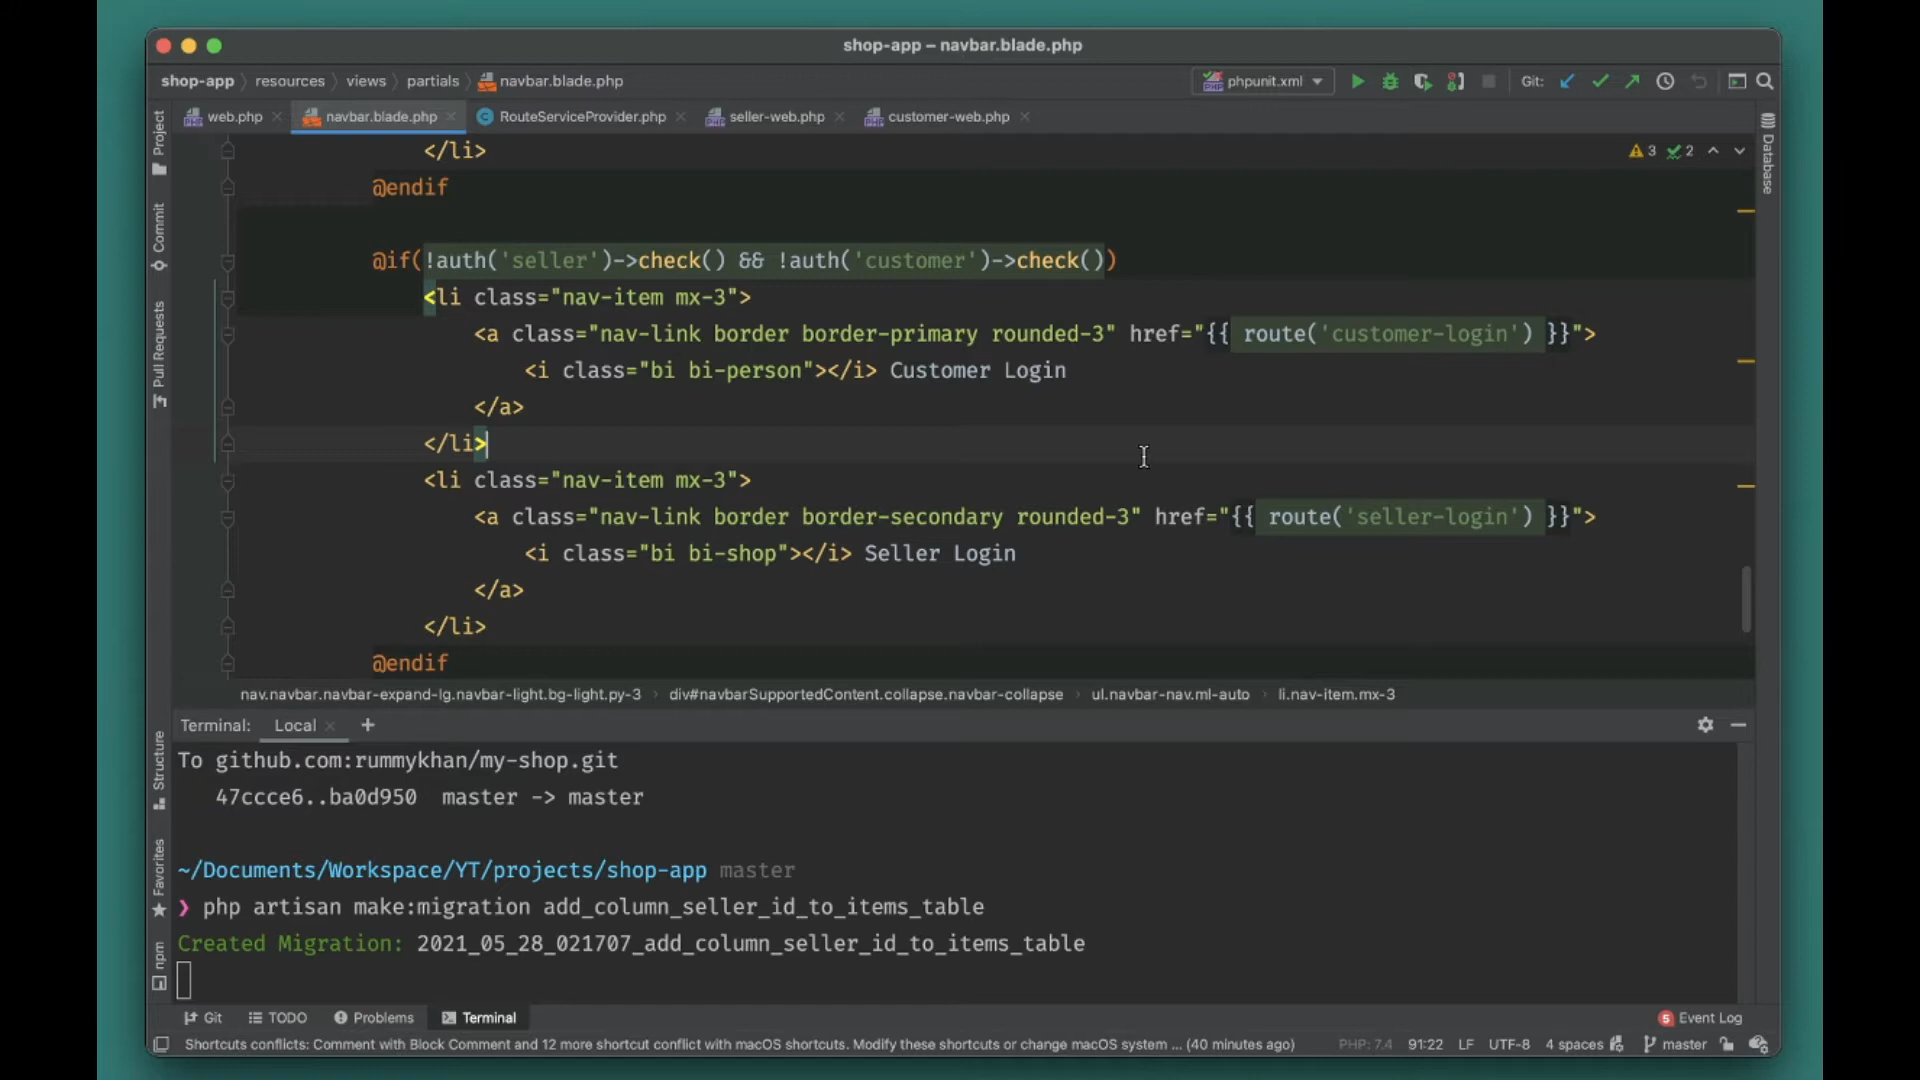 shop-app – navbar.blade.php
shop-app resources views partials navbar.blade.php phpunit.xml Git:
web.php navbar.blade.php RouteServiceProvider.php seller-web.php customer-web.php
Project
Commit
Pull Requests
Structure
Favorites
npm
Database
3 2
</li>
@endif
@if(!auth('seller')->check() && !auth('customer')->check())
<li class="nav-item mx-3">
<a class="nav-link border border-primary rounded-3" href="{{ route('customer-login') }}">
<i class="bi bi-person"></i> Customer Login
</a>
</li>
<li class="nav-item mx-3">
<a class="nav-link border border-secondary rounded-3" href="{{ route('seller-login') }}">
<i class="bi bi-shop"></i> Seller Login
</a>
</li>
@endif
nav.navbar.navbar-expand-lg.navbar-light.bg-light.py-3 div#navbarSupportedContent.collapse.navbar-collapse ul.navbar-nav.ml-auto li.nav-item.mx-3
Terminal: Local +
To github.com:rummykhan/my-shop.git
47ccce6..ba0d950 master -> master
~/Documents/Workspace/YT/projects/shop-app master
❯ php artisan make:migration add_column_seller_id_to_items_table
Created Migration: 2021_05_28_021707_add_column_seller_id_to_items_table
Git TODO Problems Terminal 5 Event Log
Shortcuts conflicts: Comment with Block Comment and 12 more shortcut conflict with macOS shortcuts. Modify these shortcuts or change macOS system ... (40 minutes ago) PHP: 7.4 91:22 LF UTF-8 4 spaces master